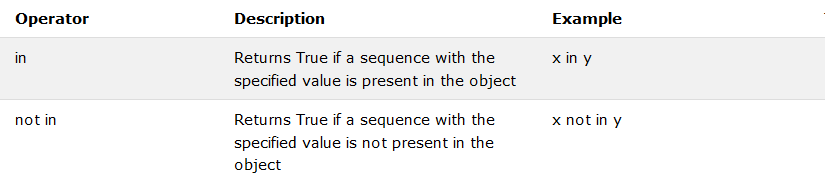 Operator Description Example
in Returns True if a sequence with the x in y
specified value is present in the object
not in Returns True if a sequence with the x not in y
specified value is not present in the
object